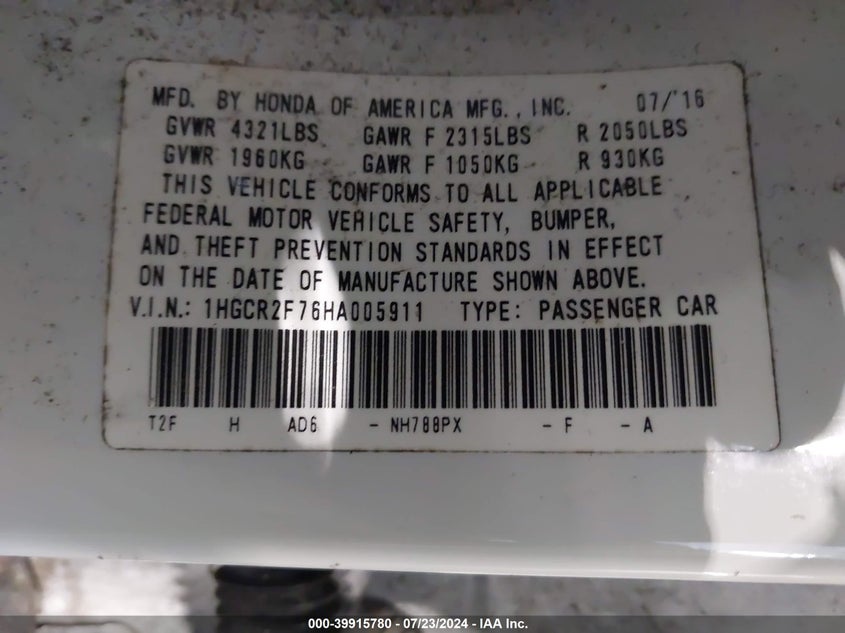 MFD. BY HONDA OF AMERICA MFG., INC. 07/'16
GVWR 4321LBS GAWR F 2315LBS R 2050LBS
GVWR 1960KG GAWR F 1050KG R 930KG
THIS VEHICLE CONFORMS TO ALL APPLICABLE
FEDERAL MOTOR VEHICLE SAFETY, BUMPER,
AND THEFT PREVENTION STANDARDS IN EFFECT
ON THE DATE OF MANUFACTURE SHOWN ABOVE.
V.I.N.: 1HGCR2F76HA005911 TYPE: PASSENGER CAR
T2F H AD6 - NH788PX - F - A
000-39915780 - 07/23/2024 - IAA Inc.